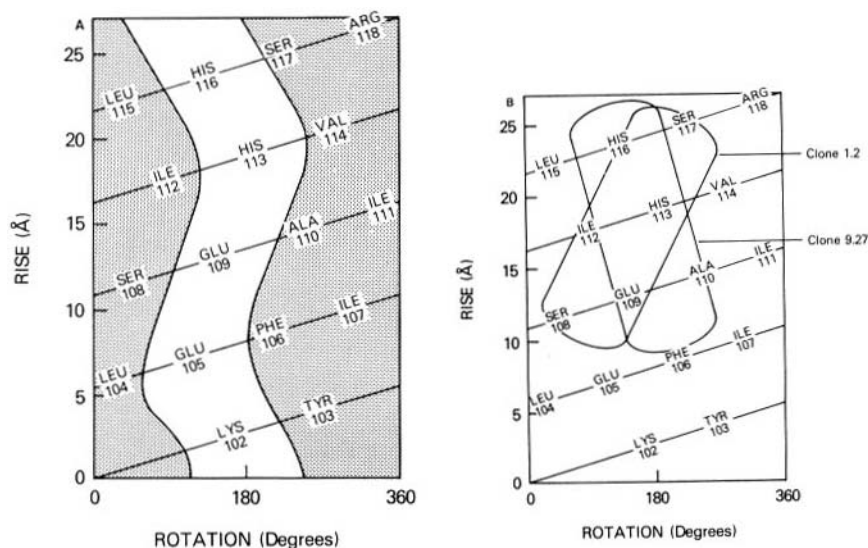 A
25
20
15
10
5
0
RISE (Å)
LEU
115
HIS
116
SER
117
ARG
118
ILE
112
HIS
113
VAL
114
SER
108
GLU
109
ALA
110
ILE
111
LEU
104
GLU
105
PHE
106
ILE
107
LYS
102
TYR
103
0
180
360
ROTATION (Degrees)
B
25
20
15
10
5
0
RISE (Å)
LEU
115
HIS
116
SER
117
ARG
118
Clone 1.2
ILE
112
HIS
113
VAL
114
Clone 9.27
SER
108
GLU
109
ALA
110
ILE
111
LEU
104
GLU
105
PHE
106
ILE
107
LYS
102
TYR
103
0
180
360
ROTATION (Degrees)